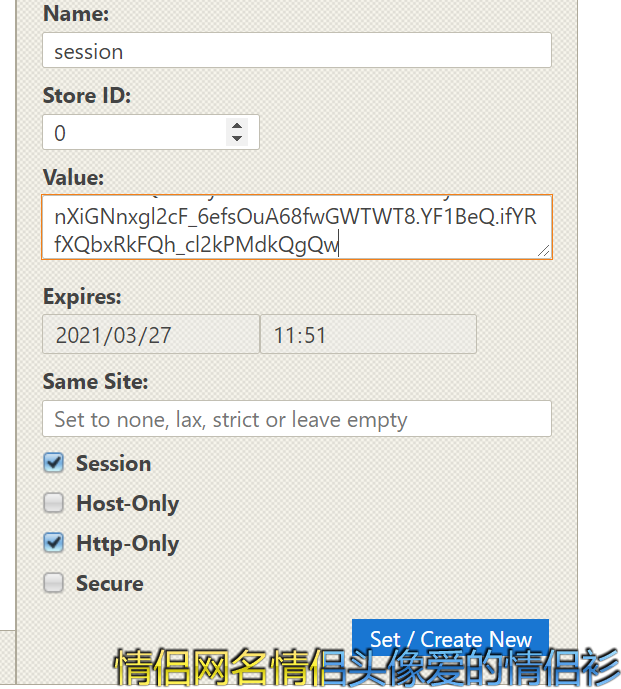 Name:
session
Store ID:
0
Value:
nXiGNnxgl2cF_6efsOuA68fwGWTWT8.YF1BeQ.ifYR
fXQbxRkFQh_cl2kPMdkQgQw
Expires:
2021/03/27 11:51
Same Site:
Set to none, lax, strict or leave empty
Session
Host-Only
Http-Only
Secure
Set / Create New
情侣网名情侣头像爱的情侣衫